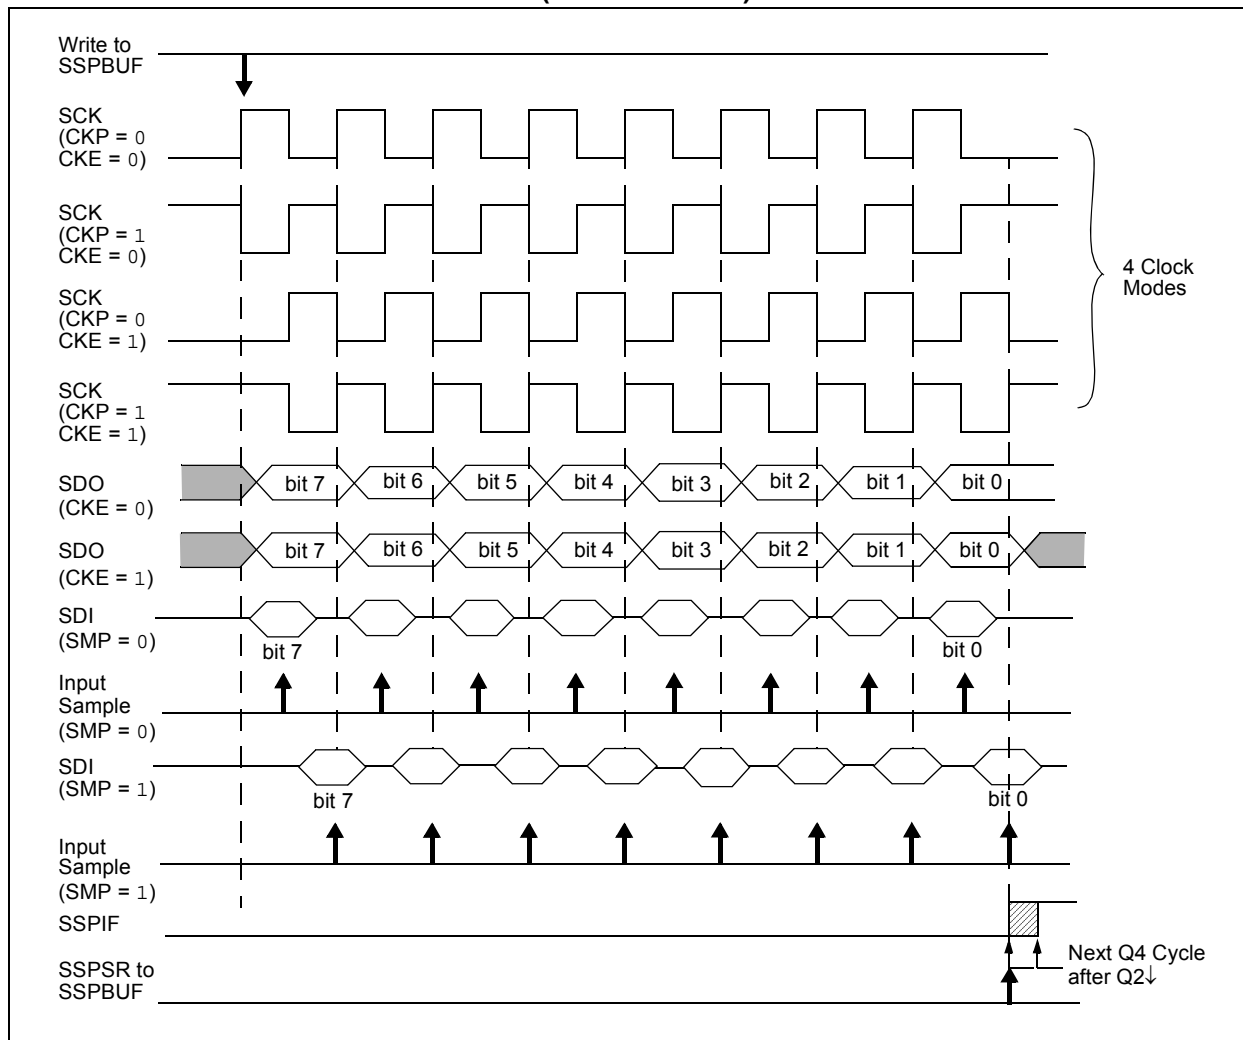 Write to
SSPBUF
SCK
(CKP = 0
CKE = 0)
SCK
(CKP = 1
CKE = 0)
SCK
(CKP = 0
CKE = 1)
SCK
(CKP = 1
CKE = 1)
4 Clock
Modes
SDO
(CKE = 0)
bit 7 bit 6 bit 5 bit 4 bit 3 bit 2 bit 1 bit 0
SDO
(CKE = 1)
bit 7 bit 6 bit 5 bit 4 bit 3 bit 2 bit 1 bit 0
SDI
(SMP = 0)
bit 7 bit 0
Input
Sample
(SMP = 0)
SDI
(SMP = 1)
bit 7 bit 0
Input
Sample
(SMP = 1)
SSPIF
Next Q4 Cycle
after Q2↓
SSPSR to
SSPBUF